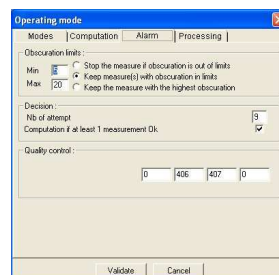 Operating mode
Modes Computation Alarm Processing
Obscuration limits :
Stop the measure if obscuration is out of limits
Min Keep measure(s) with obscuration in limits
Max 20 Keep the measure with the highest obscuration
Decision :
Nb of attempt 9
Computation if at least 1 measurement Ok
Quality control :
0 406 407 0
Validate Cancel